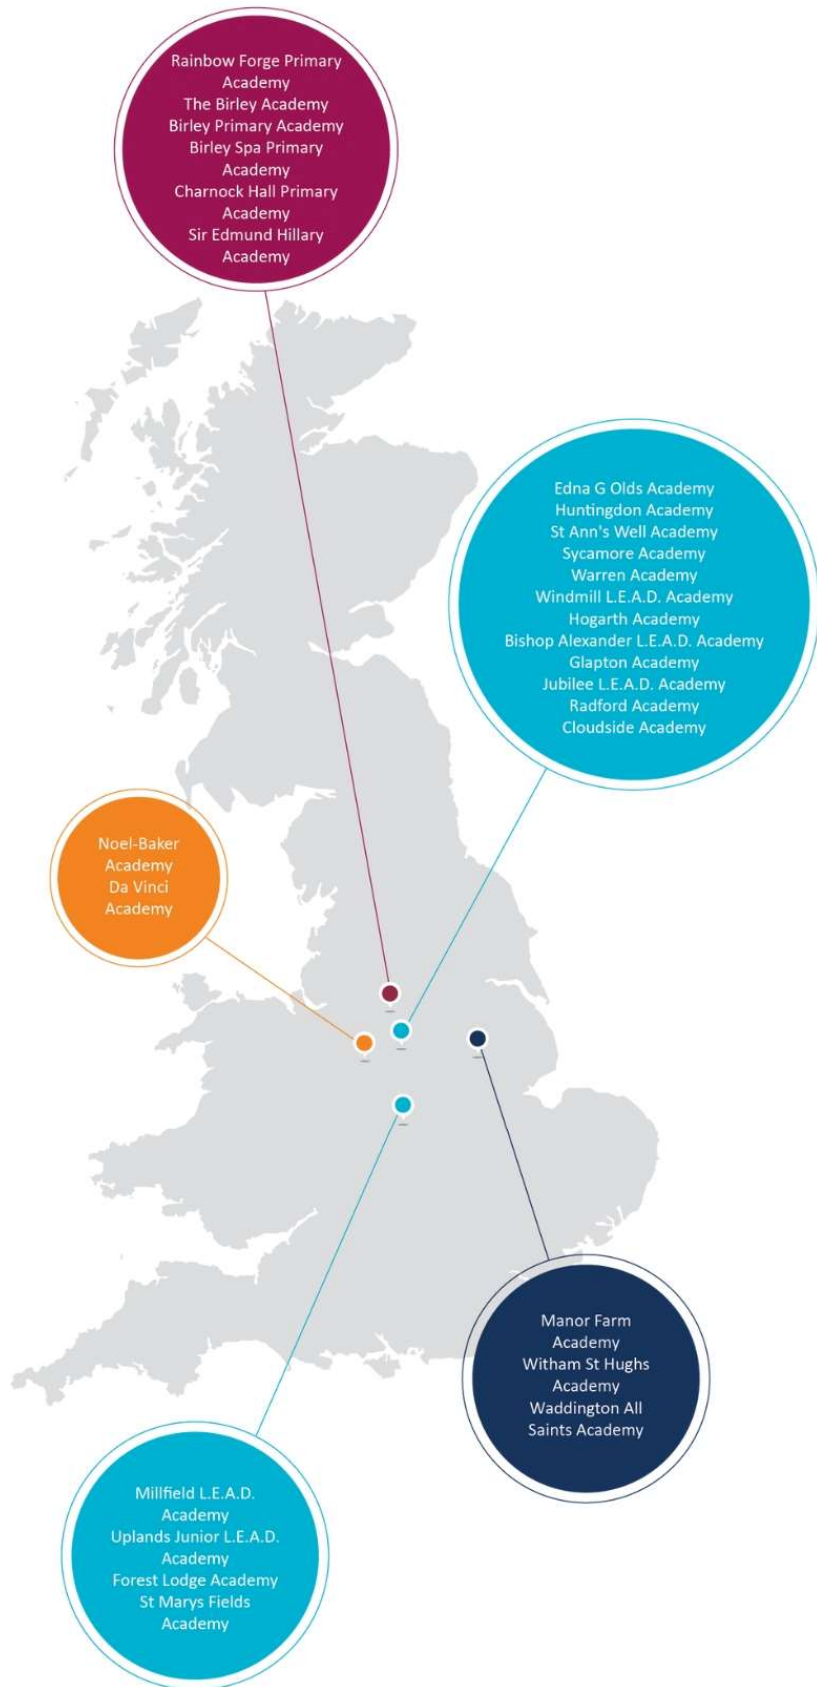 Rainbow Forge Primary
Academy
The Birley Academy
Birley Primary Academy
Birley Spa Primary
Academy
Charnock Hall Primary
Academy
Sir Edmund Hillary
Academy
Edna G Olds Academy
Huntingdon Academy
St Ann's Well Academy
Sycamore Academy
Warren Academy
Windmill L.E.A.D. Academy
Hogarth Academy
Bishop Alexander L.E.A.D. Academy
Glapton Academy
Jubilee L.E.A.D. Academy
Radford Academy
Cloudside Academy
Noel-Baker
Academy
Da Vinci
Academy
Manor Farm
Academy
Witham St Hughs
Academy
Waddington All
Saints Academy
Millfield L.E.A.D.
Academy
Uplands Junior L.E.A.D.
Academy
Forest Lodge Academy
St Marys Fields
Academy